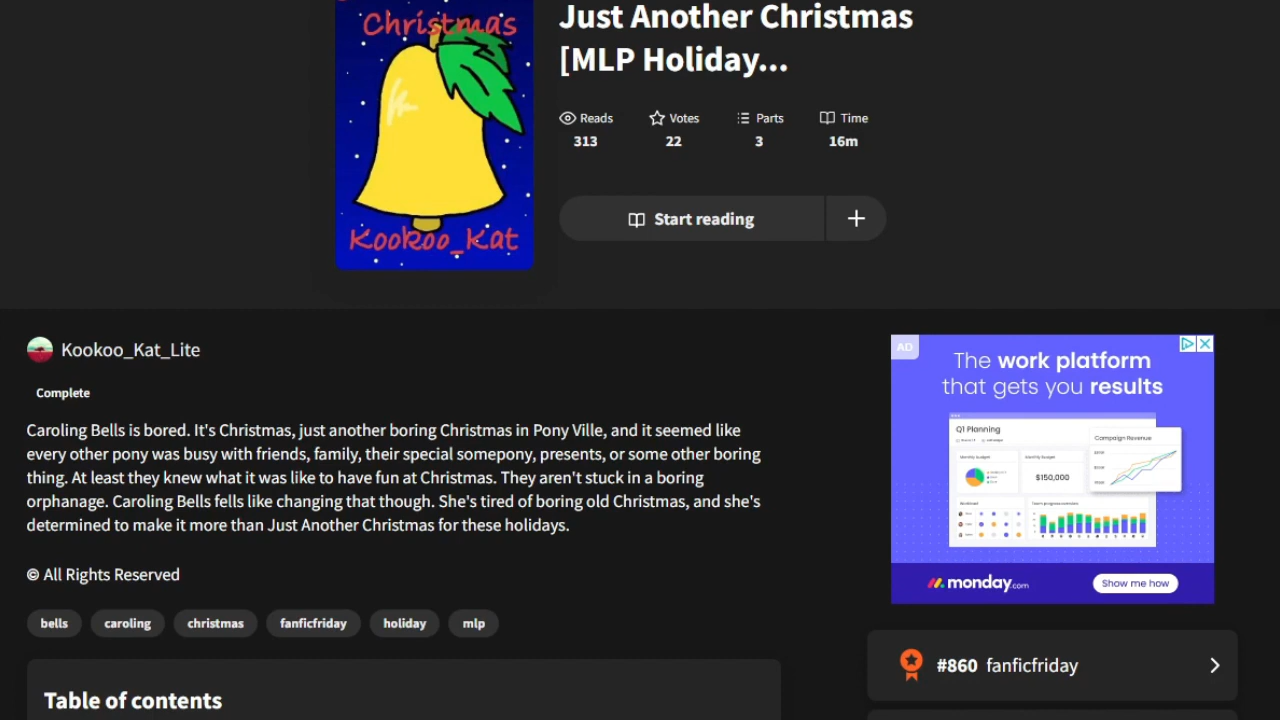 Christmas
Kookoo_Kat
Just Another Christmas
[MLP Holiday...
Reads
313
Votes
22
Parts
3
Time
16m
Start reading
Kookoo_Kat_Lite
Complete
Caroling Bells is bored. It's Christmas, just another boring Christmas in Pony Ville, and it seemed like
every other pony was busy with friends, family, their special somepony, presents, or some other boring
thing. At least they knew what it was like to have fun at Christmas. They aren't stuck in a boring
orphanage. Caroling Bells fells like changing that though. She's tired of boring old Christmas, and she's
determined to make it more than Just Another Christmas for these holidays.
© All Rights Reserved
bells
caroling
christmas
fanficfriday
holiday
mlp
Table of contents
AD
The work platform
that gets you results
Q1 Planning
Campaign Revenue
$150,000
monday.com
Show me how
#860 fanficfriday